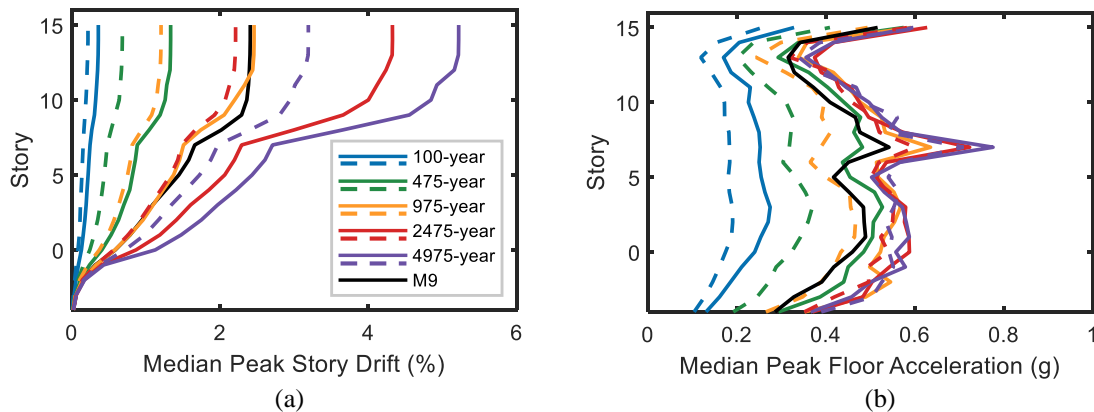 15
10
5
0
Story
0
2
4
6
Median Peak Story Drift (%)
(a)
100-year
475-year
975-year
2475-year
4975-year
M9
15
10
5
0
Story
0
0.2
0.4
0.6
0.8
1
Median Peak Floor Acceleration (g)
(b)